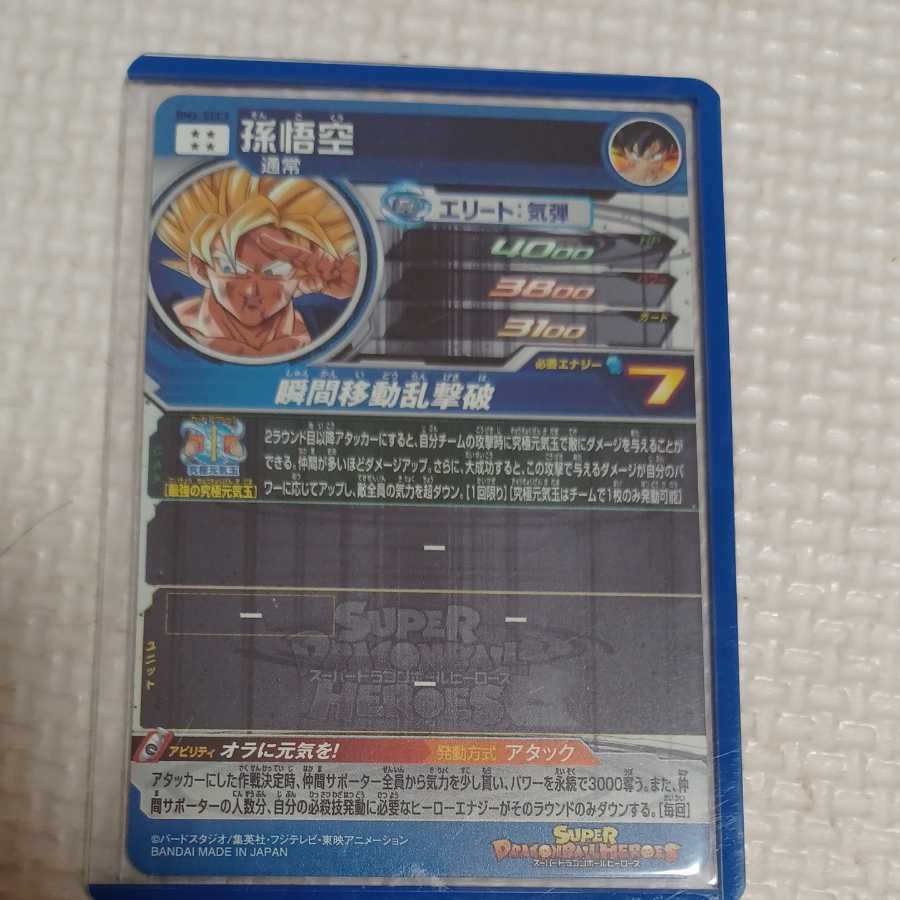 孫悟空
通常
エリート:気弾
4000 HP
3800
3100 ガード
必要エナジー 7
瞬間移動乱撃破
究極元気玉
[最強の究極元気玉]
2ラウンド目以降アタッカーにすると、自分チームの攻撃時に究極元気玉で敵にダメージを与えることが
できる。仲間が多いほどダメージアップ。さらに、大成功すると、この攻撃で与えるダメージが自分のパ
ワーに応じてアップし、敵全員の気力を超ダウン。[1回限り][究極元気玉はチームで1枚のみ発動可能]
ー
ー ー
ー
ユニット
SUPER
DRAGONBALL
スーパードラゴンボールヒーローズ
HEROES
アビリティ オラに元気を! 発動方式 アタック
アタッカーにした作戦決定時、仲間サポーター全員から気力を少し貰い、パワーを永続で3000奪う。また、仲
間サポーターの人数分、自分の必殺技発動に必要なヒーローエナジーがそのラウンドのみダウンする。[毎回]
©バードスタジオ/集英社・フジテレビ・東映アニメーション
BANDAI MADE IN JAPAN
SUPER
DRAGONBALL HEROES
スーパードラゴンボールヒーローズ